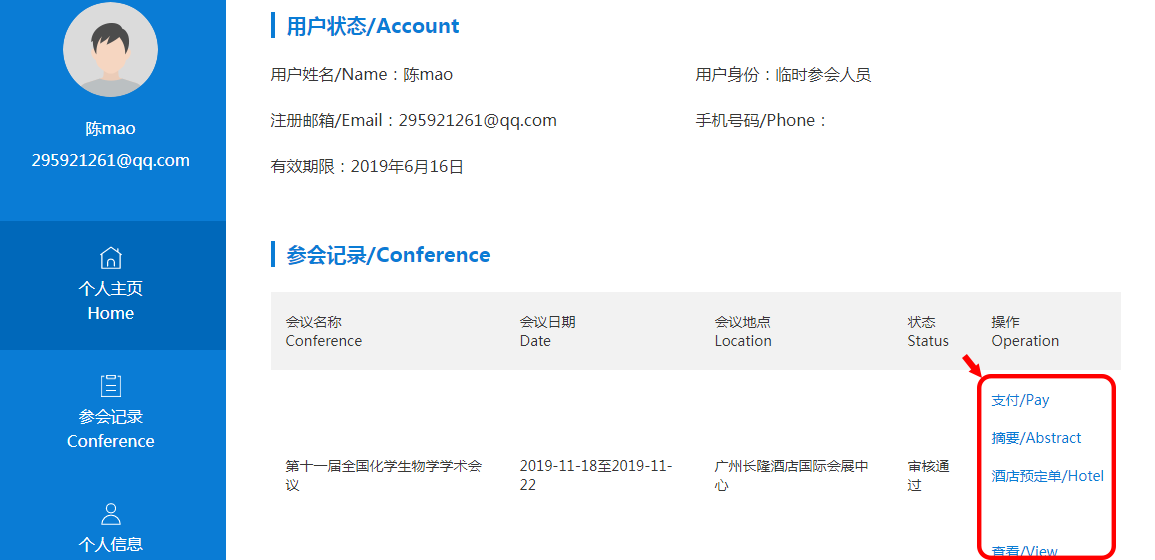 陈mao
295921261@qq.com
个人主页
Home
参会记录
Conference
个人信息
用户状态/Account
用户姓名/Name：陈mao
用户身份：临时参会人员
注册邮箱/Email：295921261@qq.com
手机号码/Phone：
有效期限：2019年6月16日
参会记录/Conference
会议名称
Conference
会议日期
Date
会议地点
Location
状态
Status
操作
Operation
第十一届全国化学生物学学术会
议
2019-11-18至2019-11-
22
广州长隆酒店国际会展中
心
审核通
过
支付/Pay
摘要/Abstract
酒店预定单/Hotel
查看/View